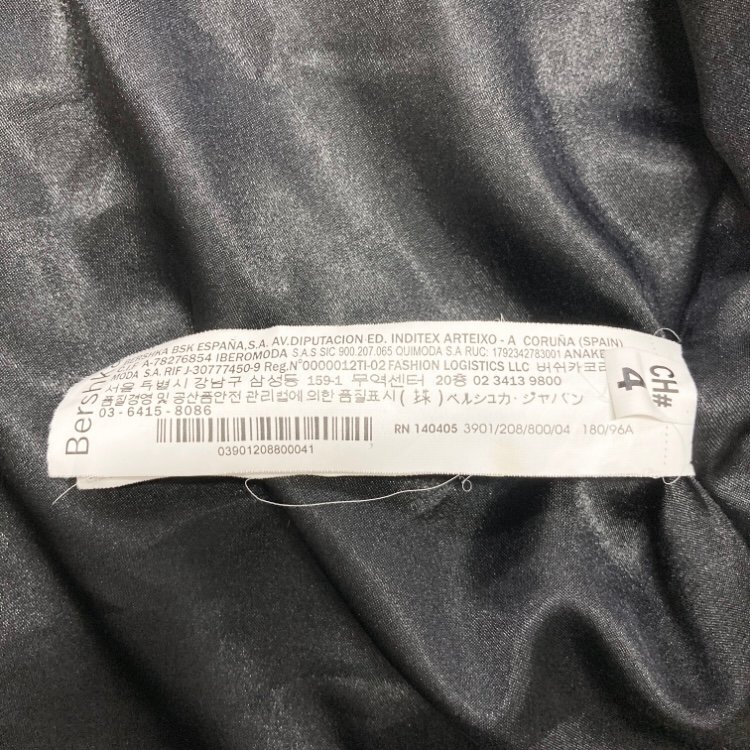 Bershka
BERSHKA BSK ESPAÑA,S.A. AV.DIPUTACION ED. INDITEX ARTEIXO - A CORUÑA (SPAIN)
C.I.F. A-78276854 IBEROMODA S.A.S SIC 900.207.065 QUIMODA S.A RUC: 1792342783001 ANAKE
MODA S.A.RIF J-30777450-9 Reg.N°0000012TI-02 FASHION LOGISTICS LLC 버쉬카코리
서울 특별시 강남구 삼성동 159-1 무역센터 20층 02 3413 9800
품질경영 및 공산품안전 관리법에 의한 품질표시 (株) ベルシュカ・ジャパン
03-6415-8086
RN 140405 3901/208/800/04 180/96A
03901208800041
CH#
4